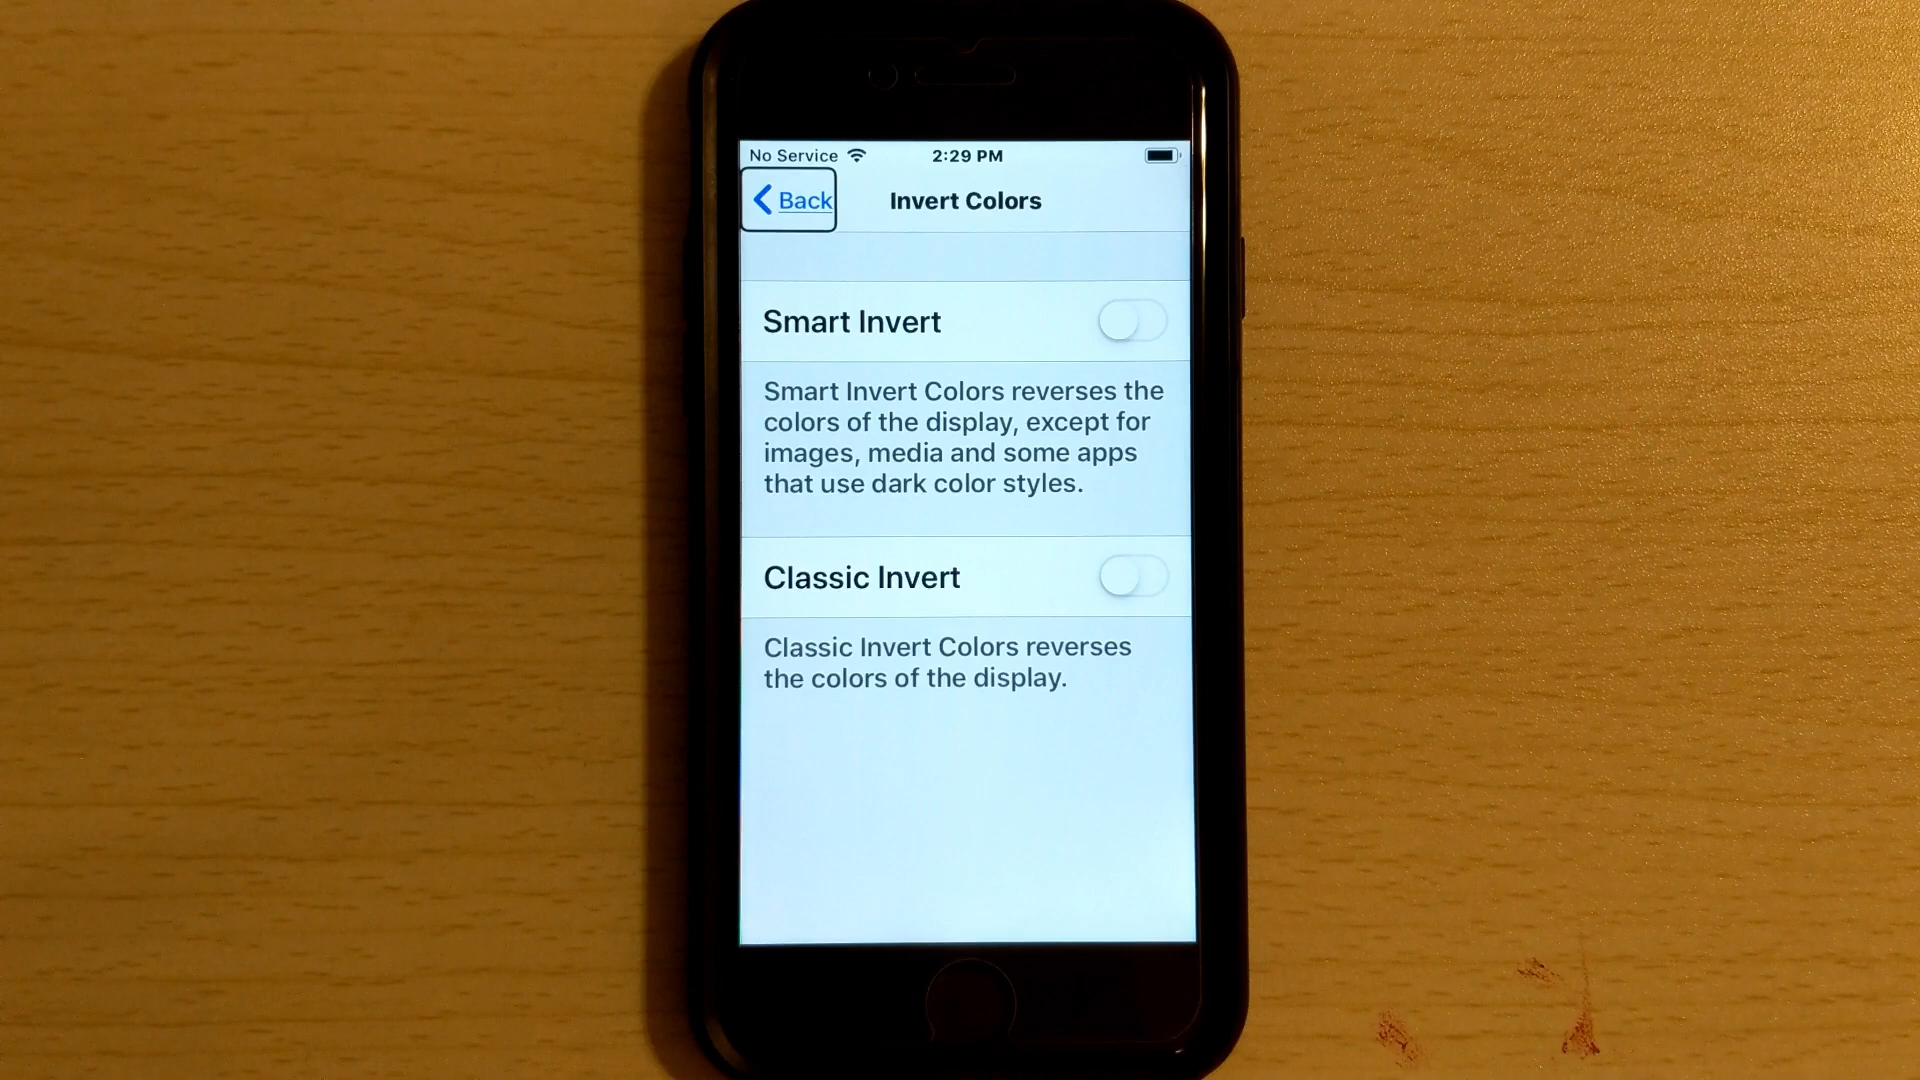 No Service 2:29 PM
Back Invert Colors
Smart Invert
Smart Invert Colors reverses the
colors of the display, except for
images, media and some apps
that use dark color styles.
Classic Invert
Classic Invert Colors reverses
the colors of the display.